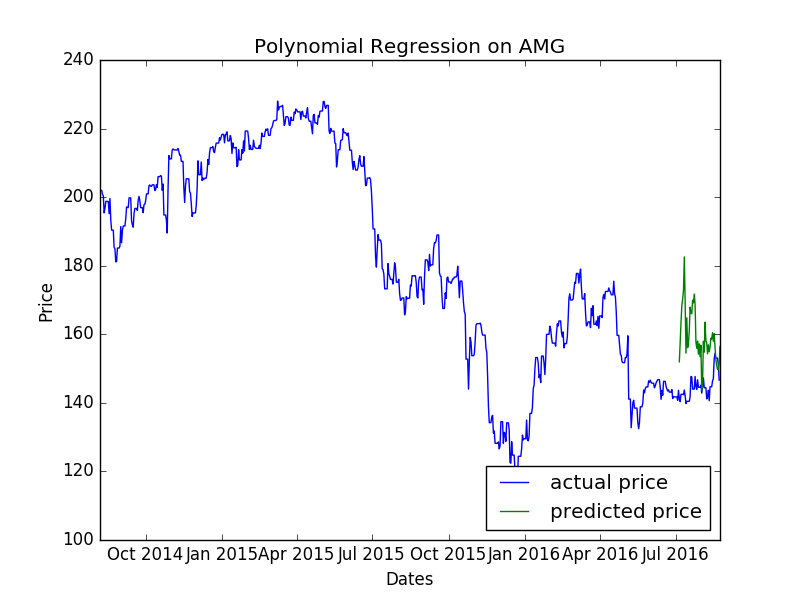 Polynomial Regression on AMG
240
220
200
180
160
140
120
100
Price
actual price
predicted price
Oct 2014 Jan 2015 Apr 2015 Jul 2015 Oct 2015 Jan 2016 Apr 2016 Jul 2016
Dates